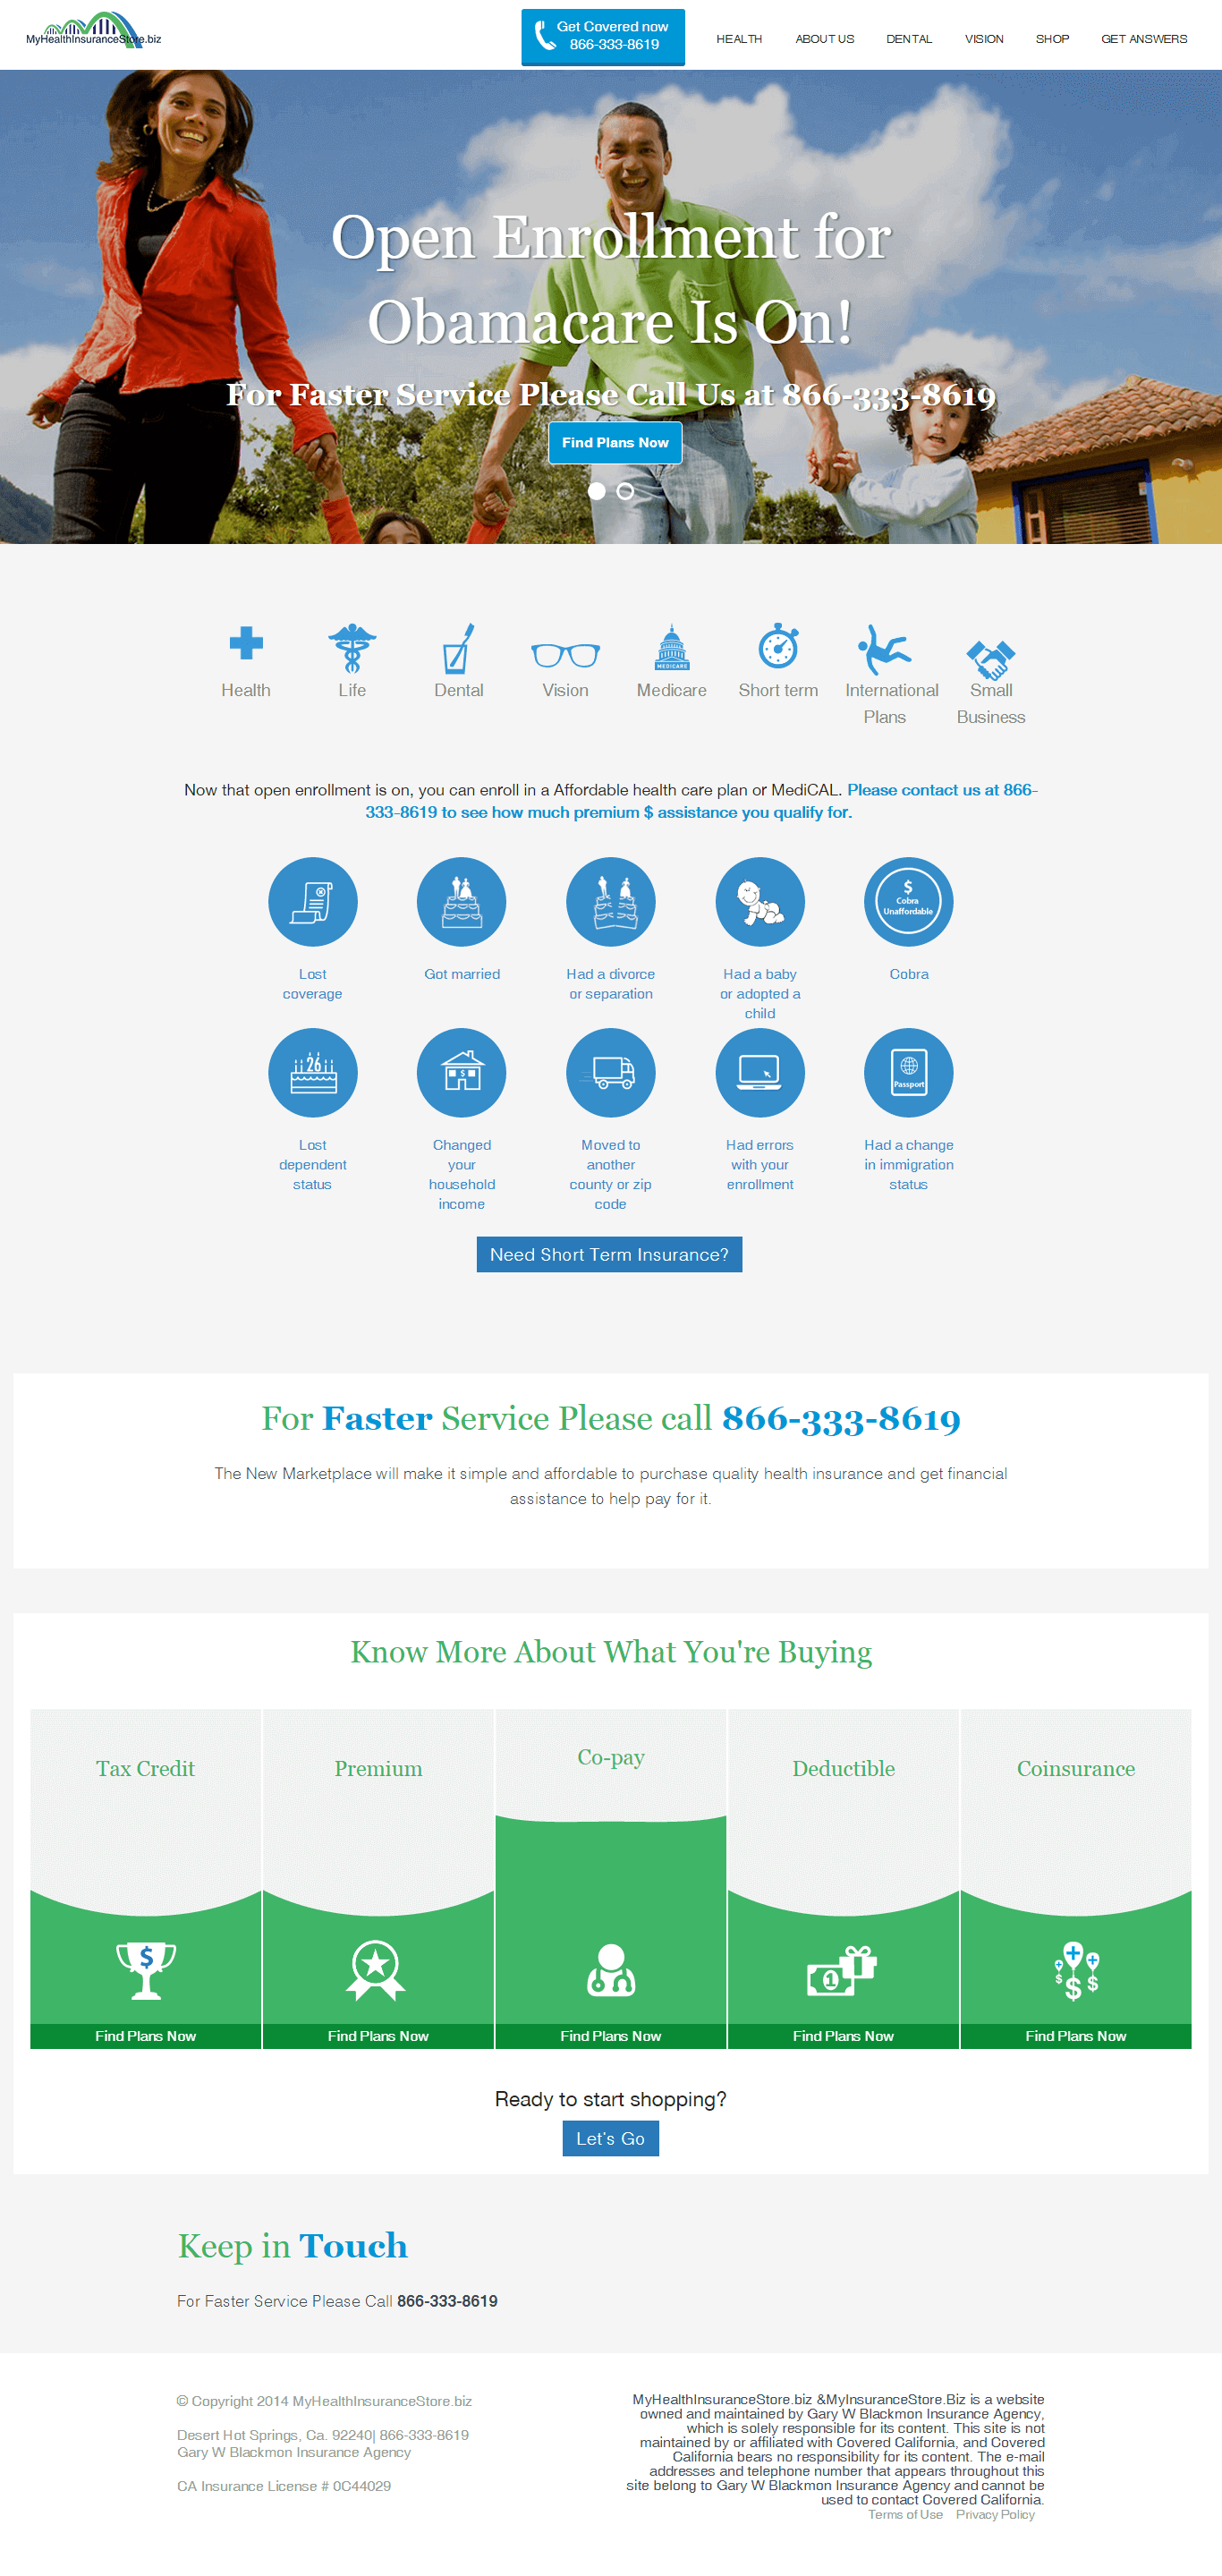 MyHealthInsuranceStore.biz
Get Covered now
866-333-8619
HEALTH ABOUT US DENTAL VISION SHOP GET ANSWERS
Open Enrollment for
Obamacare Is On!
For Faster Service Please Call Us at 866-333-8619
Find Plans Now
Health Life Dental Vision Medicare Short term International Plans Small Business
MEDICARE
Now that open enrollment is on, you can enroll in a Affordable health care plan or MediCAL. Please contact us at 866-
333-8619 to see how much premium $ assistance you qualify for.
$
Cobra
Unaffordable
Lost
coverage
Got married
Had a divorce
or separation
Had a baby
or adopted a
child
Cobra
26
$
Passport
Lost
dependent
status
Changed
your
household
income
Moved to
another
county or zip
code
Had errors
with your
enrollment
Had a change
in immigration
status
Need Short Term Insurance?
For Faster Service Please call 866-333-8619
The New Marketplace will make it simple and affordable to purchase quality health insurance and get financial
assistance to help pay for it.
Know More About What You're Buying
Tax Credit Premium Co-pay Deductible Coinsurance
$ 1 $ $ $
Find Plans Now Find Plans Now Find Plans Now Find Plans Now Find Plans Now
Ready to start shopping?
Let's Go
Keep in Touch
For Faster Service Please Call 866-333-8619
© Copyright 2014 MyHealthInsuranceStore.biz
Desert Hot Springs, Ca. 92240| 866-333-8619
Gary W Blackmon Insurance Agency
CA Insurance License # 0C44029
MyHealthInsuranceStore.biz &MyInsuranceStore.Biz is a website
owned and maintained by Gary W Blackmon Insurance Agency,
which is solely responsible for its content. This site is not
maintained by or affiliated with Covered California, and Covered
California bears no responsibility for its content. The e-mail
addresses and telephone number that appears throughout this
site belong to Gary W Blackmon Insurance Agency and cannot be
used to contact Covered California.
Terms of Use Privacy Policy